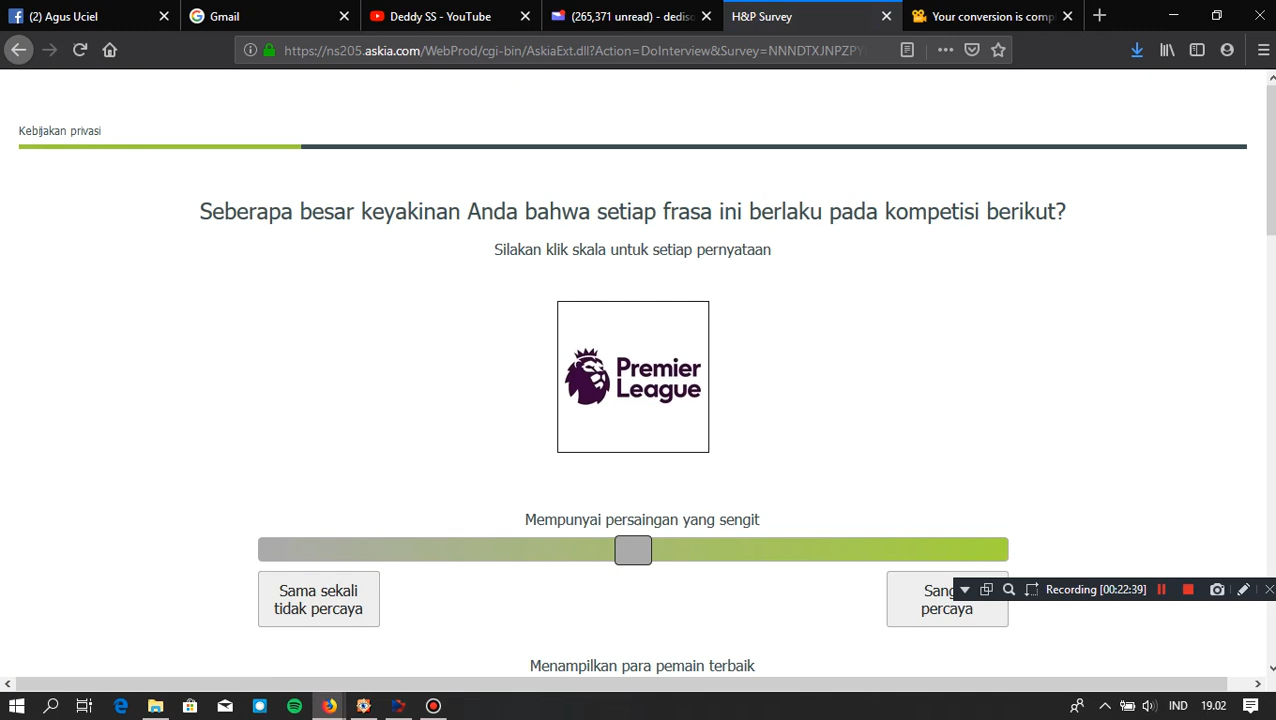 (2) Agus Uciel
Gmail
Deddy SS - YouTube
(265,371 unread) - dediso
H&P Survey
Your conversion is comp
https://ns205.askia.com/WebProd/cgi-bin/AskiaExt.dll?Action=DoInterview&Survey=NNNDTXJNPZPY
Kebijakan privasi
Seberapa besar keyakinan Anda bahwa setiap frasa ini berlaku pada kompetisi berikut?
Silakan klik skala untuk setiap pernyataan
Premier
League
Mempunyai persaingan yang sengit
Sama sekali
tidak percaya
Sang
percaya
Recording [00:22:39]
Menampilkan para pemain terbaik
IND
19.02